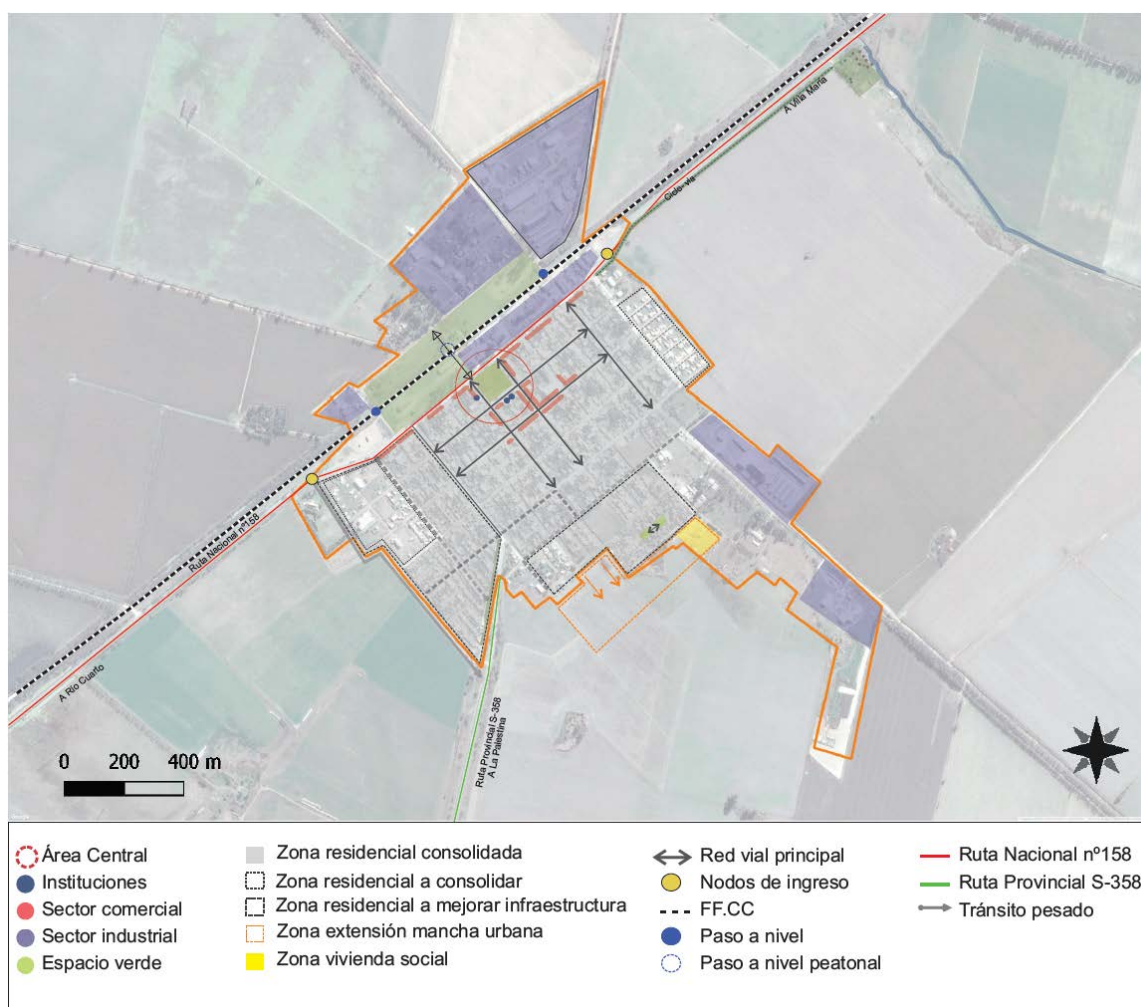 A Villa María
Ciclo-vía
Ruta Nacional nº158
A Río Cuarto
Ruta Provincial S-358
A La Palestina
0 200 400 m
Área Central
Instituciones
Sector comercial
Sector industrial
Espacio verde
Zona residencial consolidada
Zona residencial a consolidar
Zona residencial a mejorar infraestructura
Zona extensión mancha urbana
Zona vivienda social
Red vial principal
Nodos de ingreso
FF.CC
Paso a nivel
Paso a nivel peatonal
Ruta Nacional nº158
Ruta Provincial S-358
Tránsito pesado